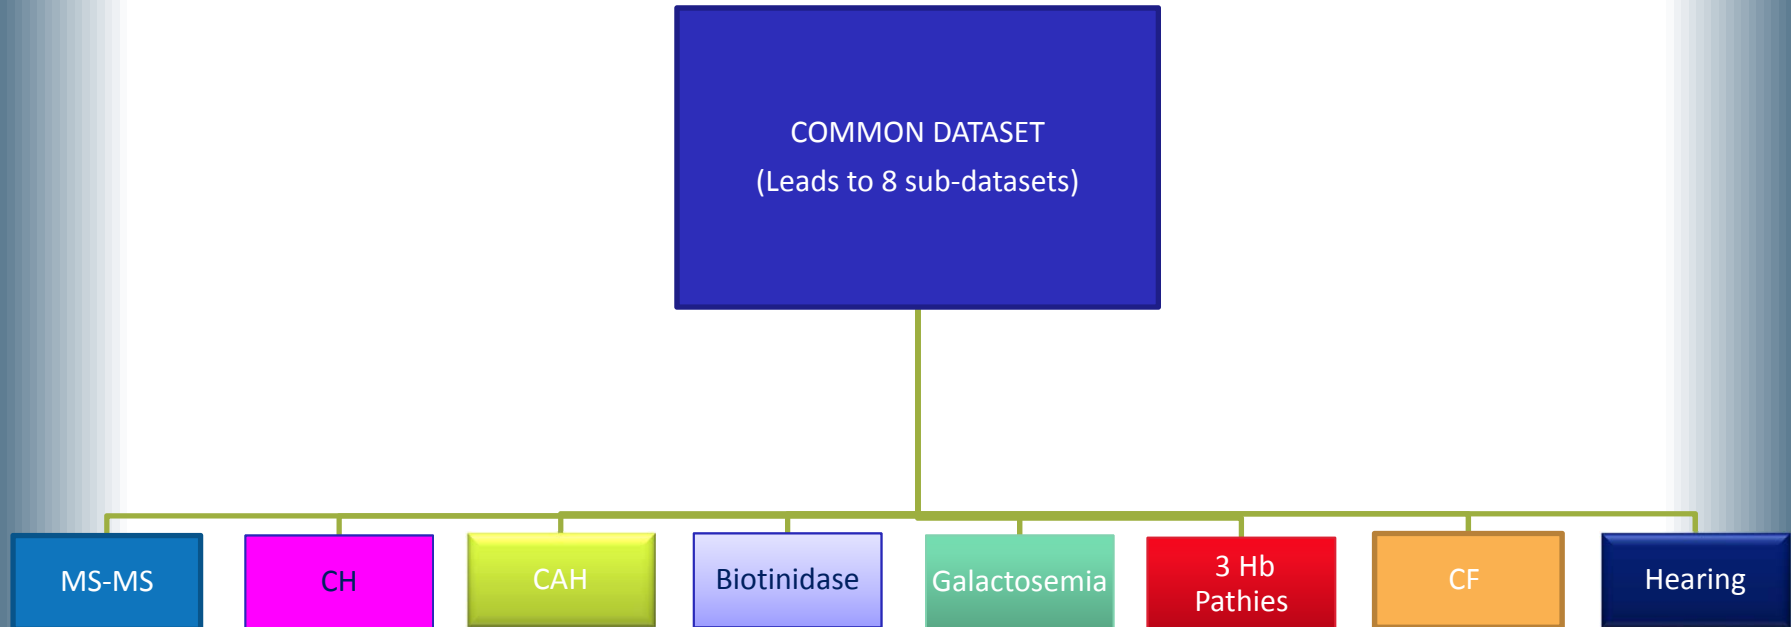 COMMON DATASET
(Leads to 8 sub-datasets)
MS-MS
CH
CAH
Biotinidase
Galactosemia
3 Hb
Pathies
CF
Hearing